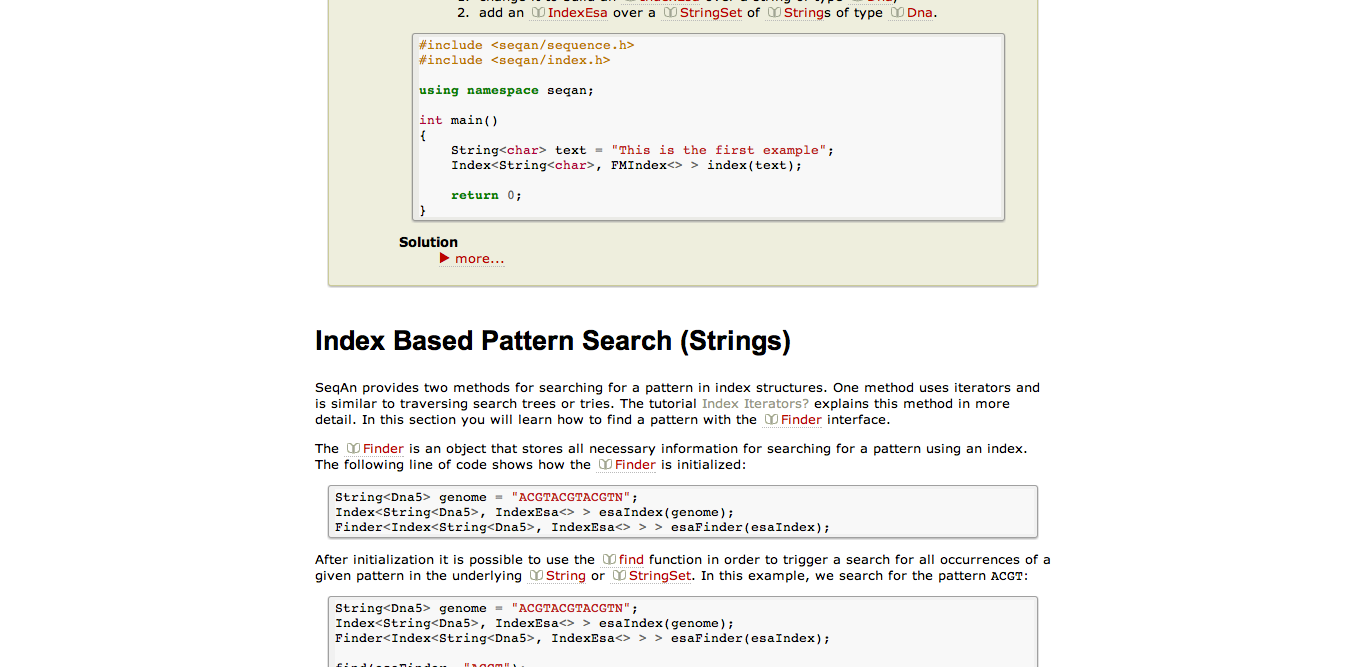 2. add an IndexEsa over a StringSet of Strings of type Dna.
#include <seqan/sequence.h>
#include <seqan/index.h>
using namespace seqan;
int main()
{
String<char> text = "This is the first example";
Index<String<char>, FMIndex<> > index(text);
return 0;
}
Solution
more...
Index Based Pattern Search (Strings)
SeqAn provides two methods for searching for a pattern in index structures. One method uses iterators and
is similar to traversing search trees or tries. The tutorial Index Iterators? explains this method in more
detail. In this section you will learn how to find a pattern with the Finder interface.
The Finder is an object that stores all necessary information for searching for a pattern using an index.
The following line of code shows how the Finder is initialized:
String<Dna5> genome = "ACGTACGTACGTN";
Index<String<Dna5>, IndexEsa<> > esaIndex(genome);
Finder<Index<String<Dna5>, IndexEsa<> > > esaFinder(esaIndex);
After initialization it is possible to use the find function in order to trigger a search for all occurrences of a
given pattern in the underlying String or StringSet. In this example, we search for the pattern ACGT:
String<Dna5> genome = "ACGTACGTACGTN";
Index<String<Dna5>, IndexEsa<> > esaIndex(genome);
Finder<Index<String<Dna5>, IndexEsa<> > > esaFinder(esaIndex);